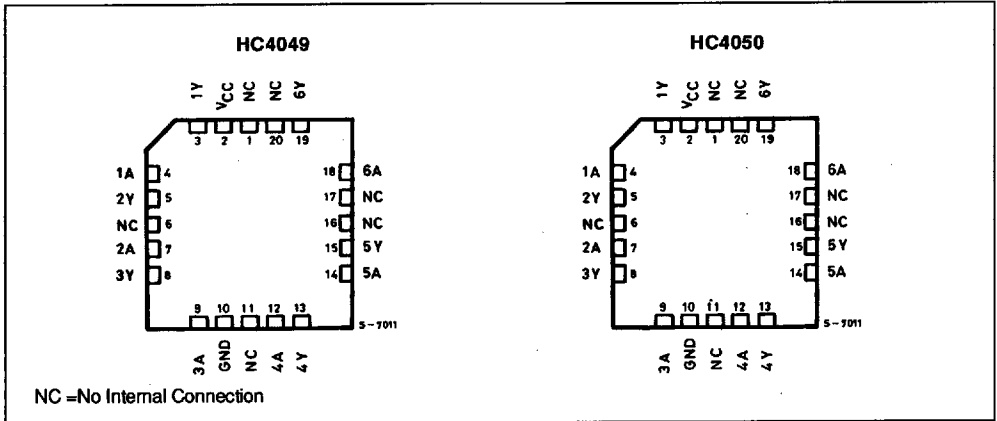 HC4049
1Y VCC NC NC 6Y
3 2 1 20 19
1A 4 18 6A
2Y 5 17 NC
NC 6 16 NC
2A 7 15 5Y
3Y 8 14 5A
9 10 11 12 13
S-7011
3A GND NC 4A 4Y
HC4050
1Y VCC NC NC 6Y
3 2 1 20 19
1A 4 18 6A
2Y 5 17 NC
NC 6 16 NC
2A 7 15 5Y
3Y 8 14 5A
9 10 11 12 13
S-7011
3A GND NC 4A 4Y
NC =No Internal Connection